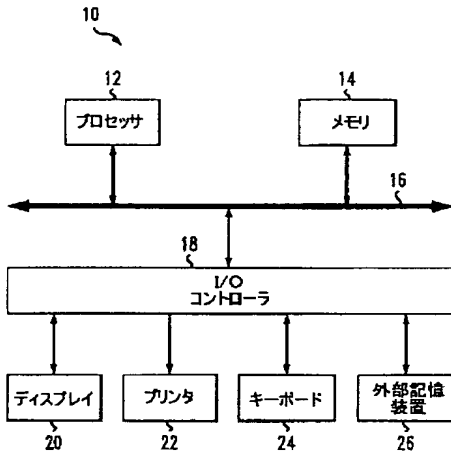 10
12
14
プロセッサ
メモリ
16
18
I/O
コントローラ
ディスプレイ
プリンタ
キーボード
外部記憶
装置
20
22
24
26